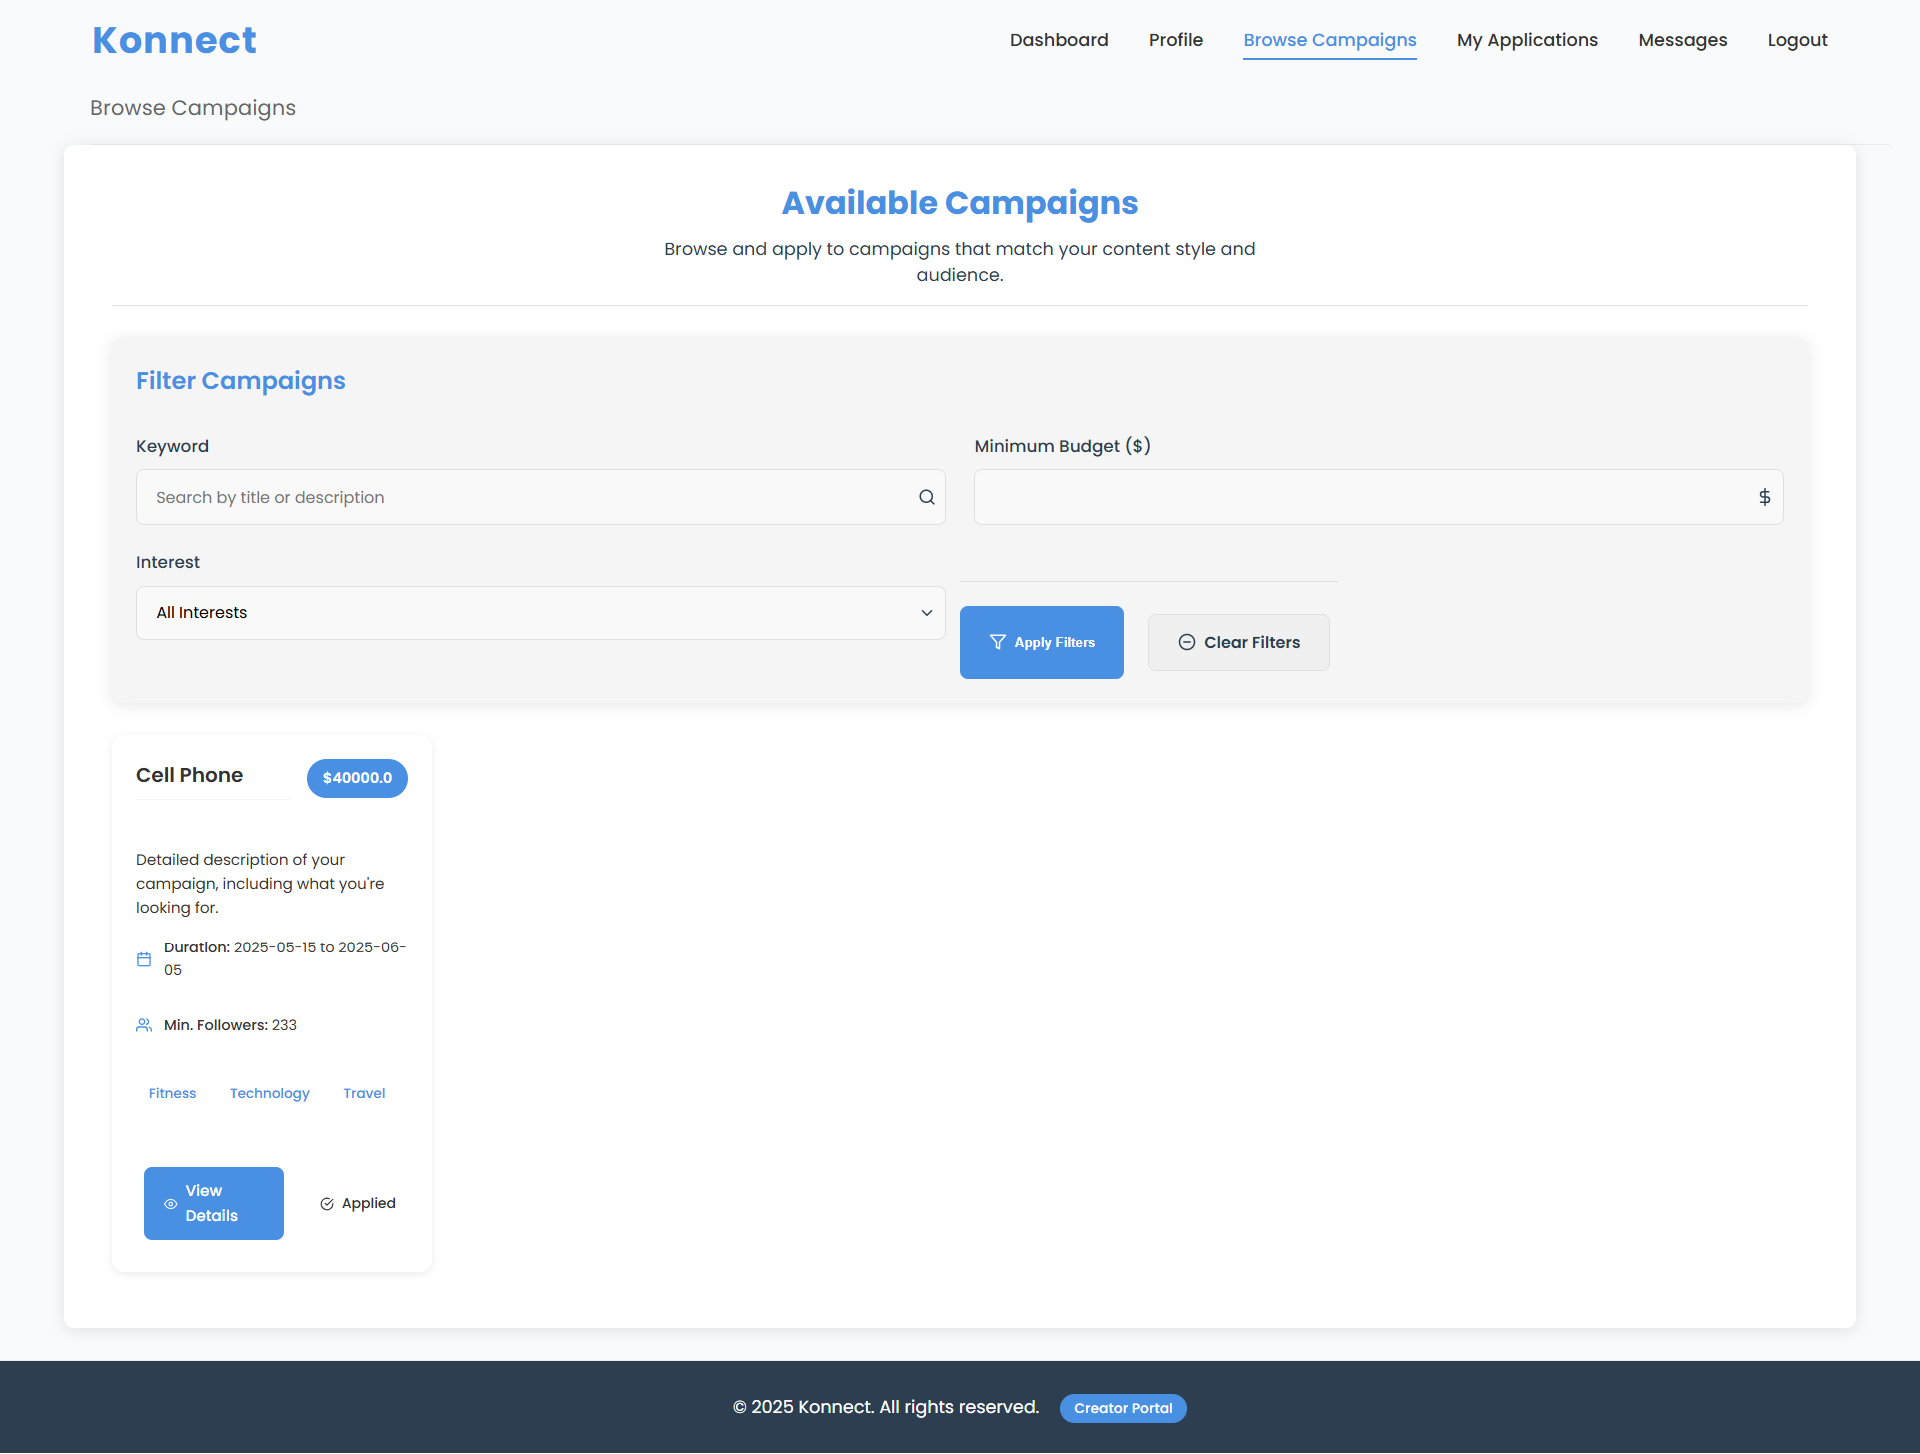 Konnect
Dashboard
Profile
Browse Campaigns
My Applications
Messages
Logout
Browse Campaigns
Available Campaigns
Browse and apply to campaigns that match your content style and
audience.
Filter Campaigns
Keyword
Minimum Budget ($)
Search by title or description
$
Interest
All Interests
Apply Filters
Clear Filters
Cell Phone
$40000.0
Detailed description of your
campaign, including what you're
looking for.
Duration: 2025-05-15 to 2025-06-
05
Min. Followers: 233
Fitness
Technology
Travel
View
Details
Applied
© 2025 Konnect. All rights reserved.
Creator Portal